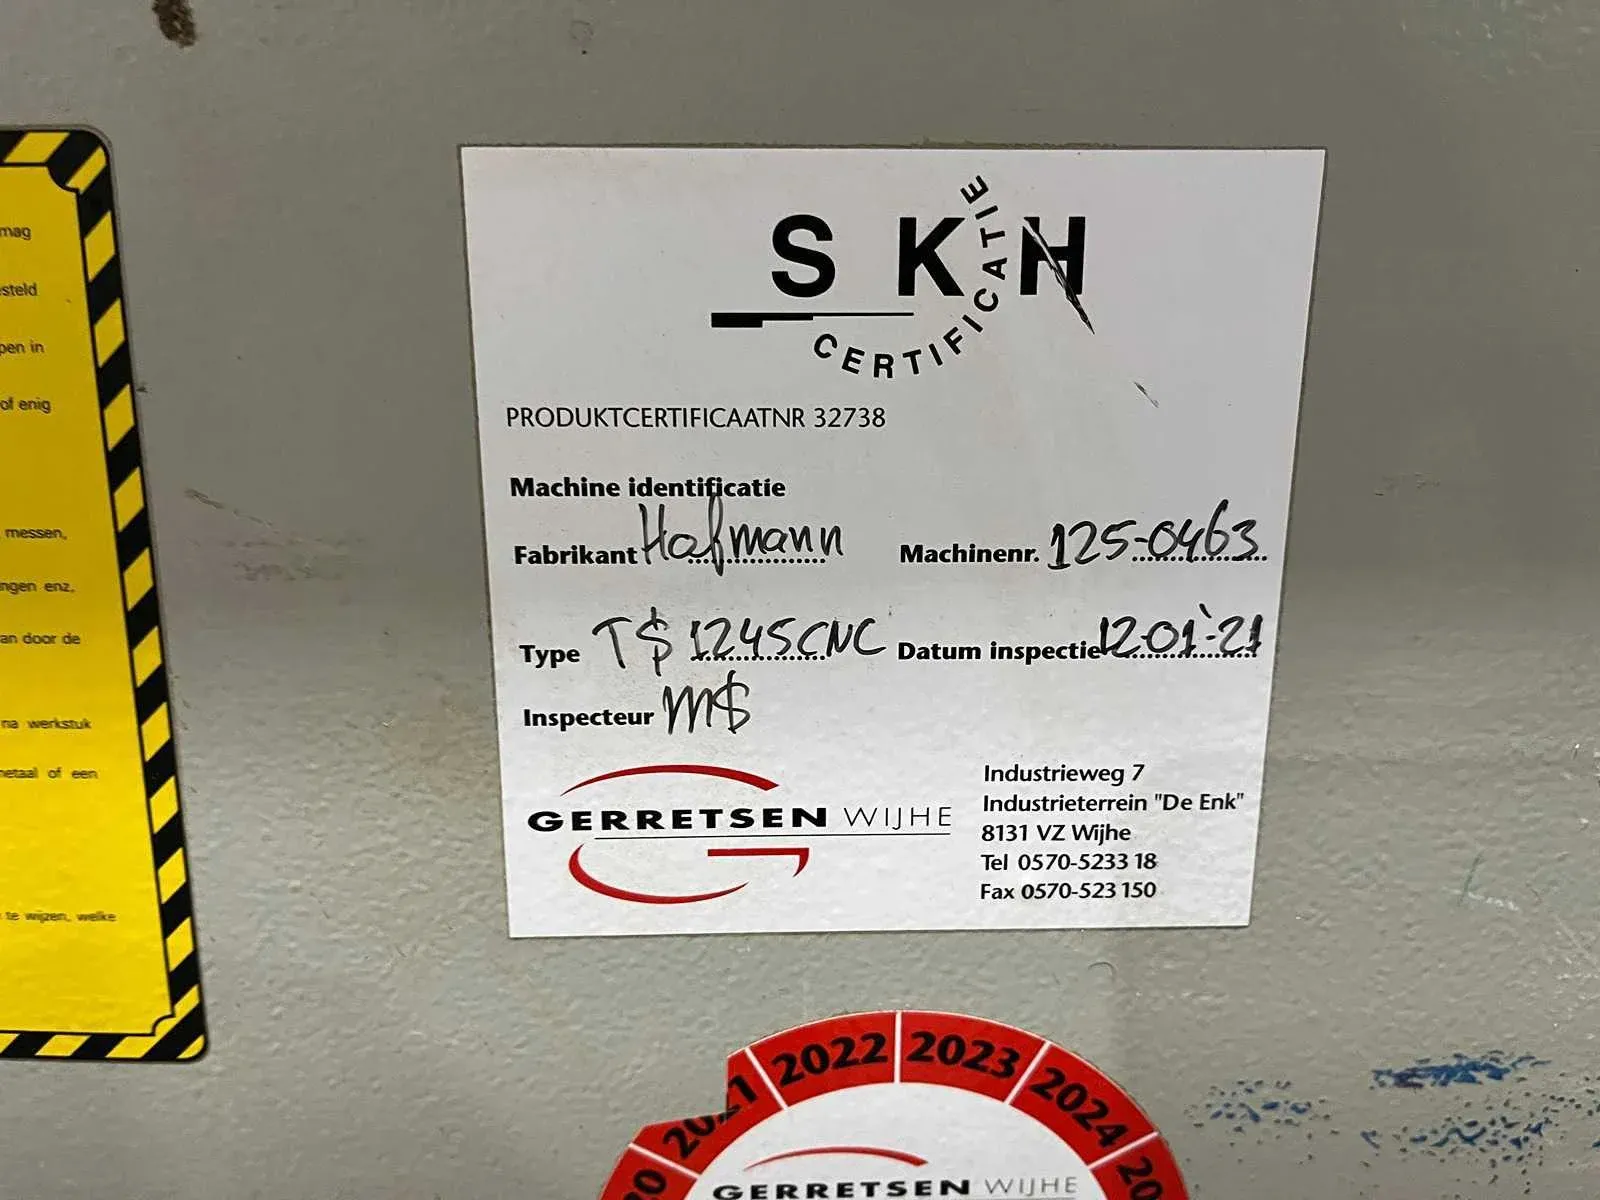 mag
steld
pen in
of enig
messen,
ngen enz.
an door de
na werkstuk
netaal of een
te wijzen, welke
S K H
CERTIFICATIE
PRODUKTCERTIFICAATNR 32738
Machine identificatie
Fabrikant Hofmann Machinenr. 125-0463
Type TS 1245CNC Datum inspectie 12-01-'21
Inspecteur MS
GERRETSEN WIJHE
Industrieweg 7
Industrieterrein "De Enk"
8131 VZ Wijhe
Tel 0570-5233 18
Fax 0570-523 150
20 2021 2022 2023 2024 20
GERRETSEN WIJHE